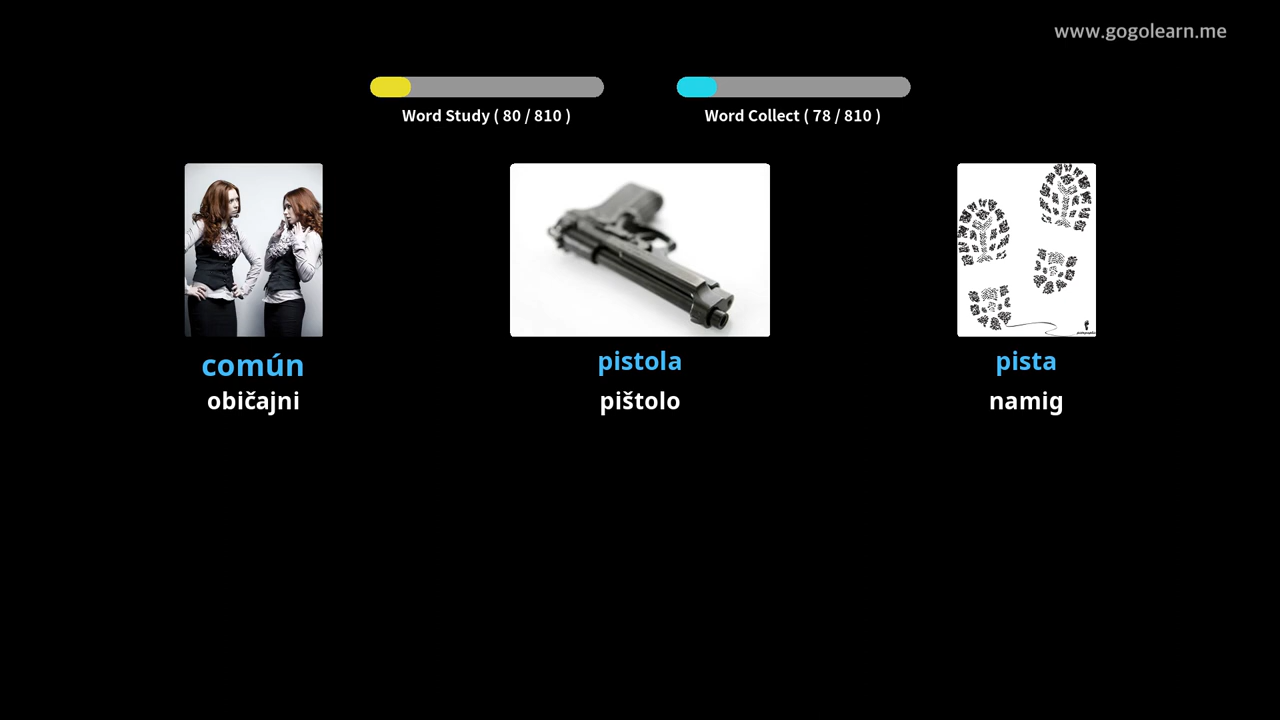 www.gogolearn.me
Word Study ( 80 / 810 )
Word Collect ( 78 / 810 )
común
pistola
pista
običajni
pištolo
namig